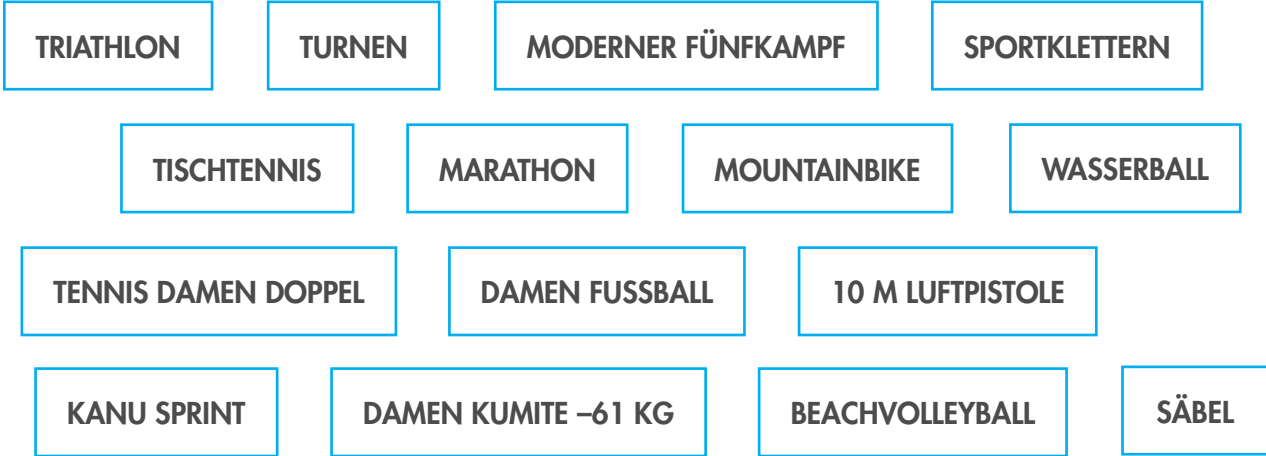 TRIATHLON TURNEN MODERNER FÜNFKAMPF SPORTKLETTERN
TISCHTENNIS MARATHON MOUNTAINBIKE WASSERBALL
TENNIS DAMEN DOPPEL DAMEN FUSSBALL 10 M LUFTPISTOLE
KANU SPRINT DAMEN KUMITE –61 KG BEACHVOLLEYBALL SÄBEL